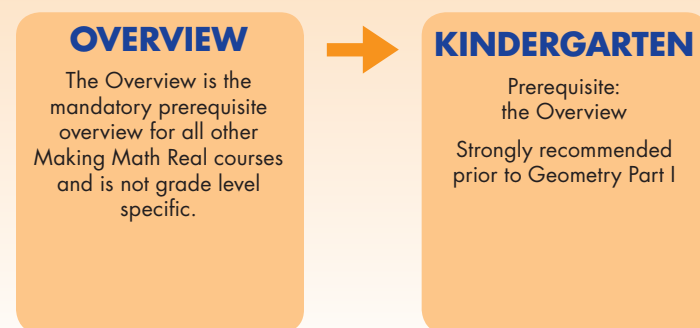 OVERVIEW
The Overview is the
mandatory prerequisite
overview for all other
Making Math Real courses
and is not grade level
specific.
KINDERGARTEN
Prerequisite:
the Overview
Strongly recommended
prior to Geometry Part I